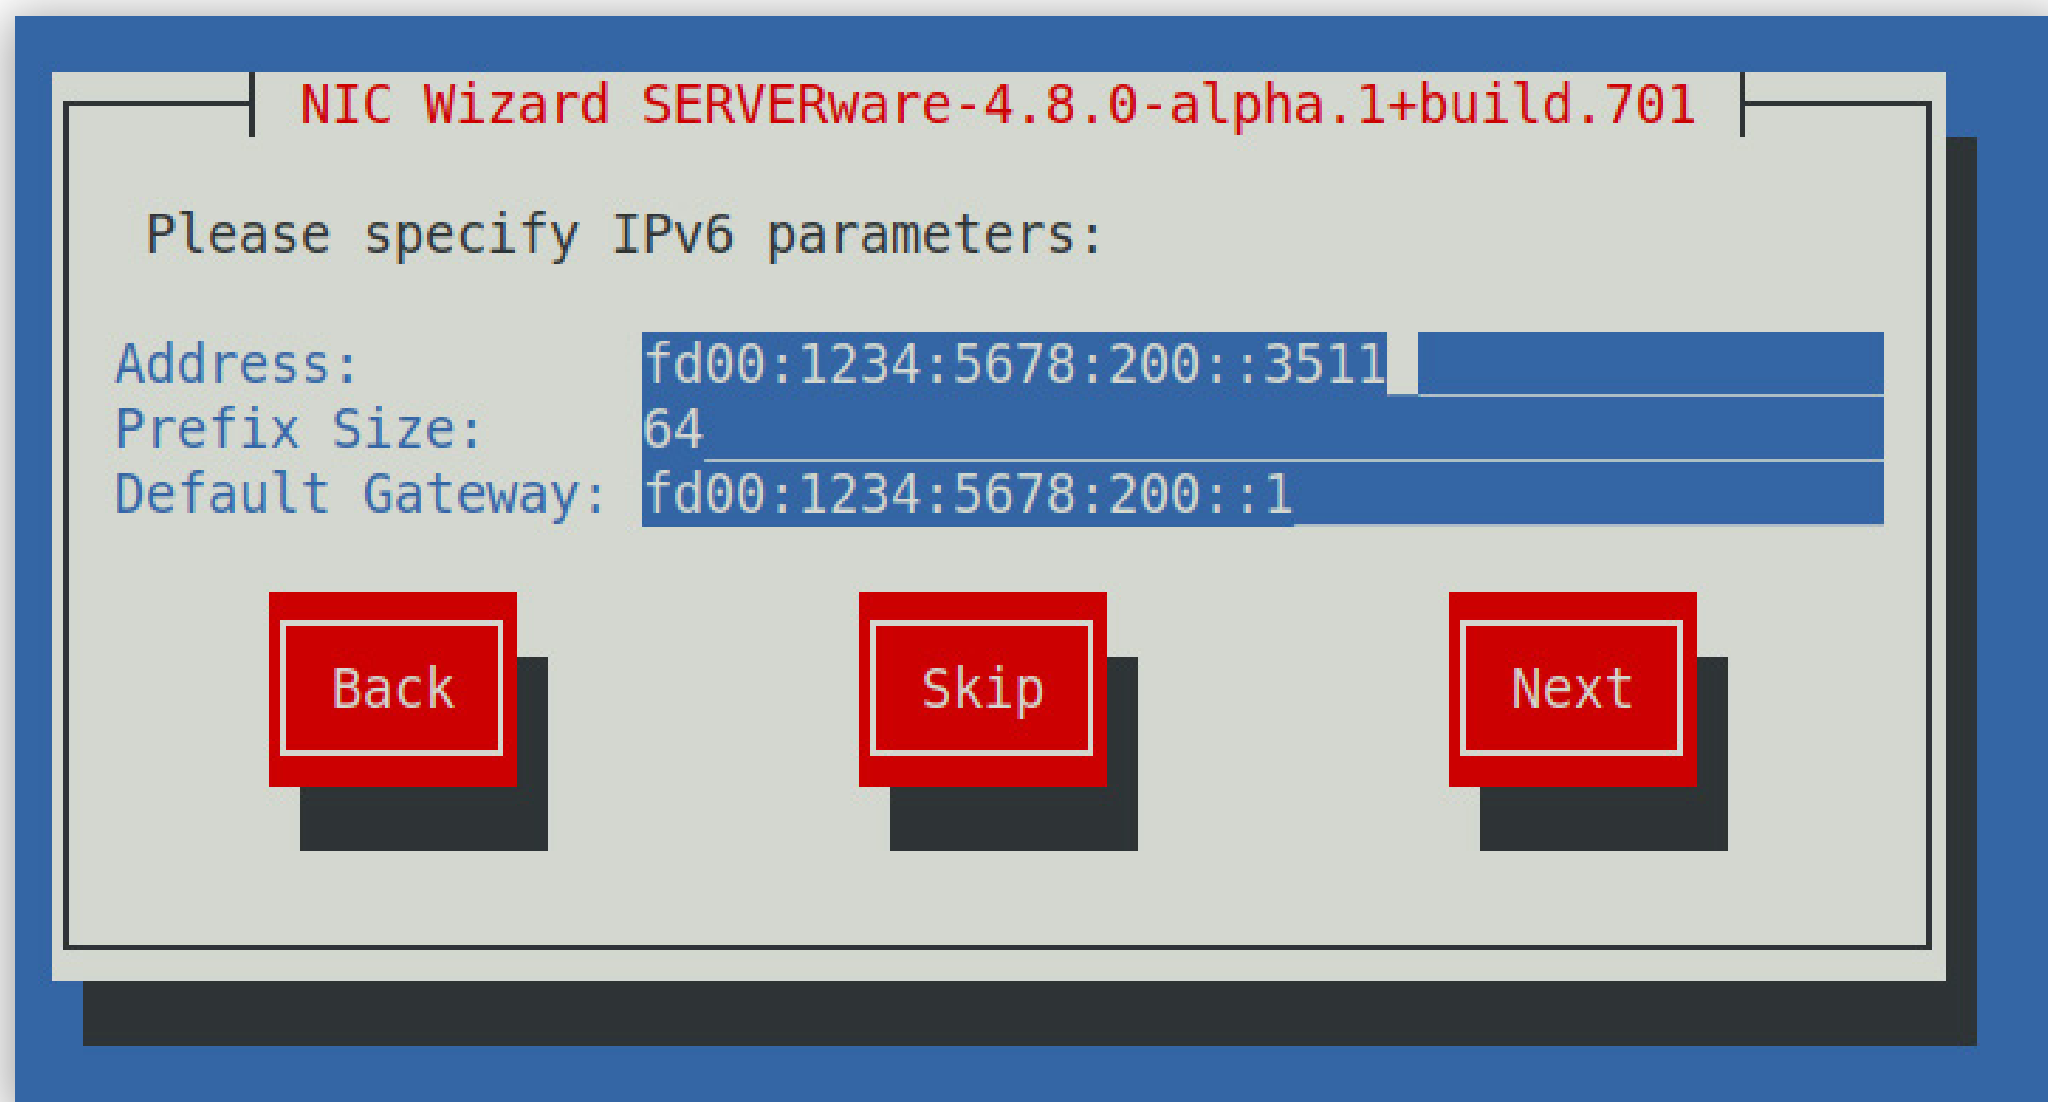 NIC Wizard SERVERware-4.8.0-alpha.1+build.701
Please specify IPv6 parameters:
Address: fd00:1234:5678:200::3511
Prefix Size: 64
Default Gateway: fd00:1234:5678:200::1
Back Skip Next